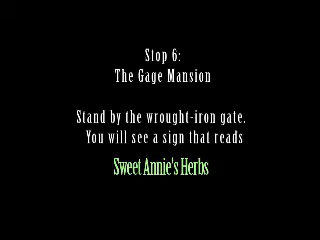 Stop 6:
The Gage Mansion
Stand by the wrought-iron gate.
You will see a sign that reads
Sweet Annie's Herbs